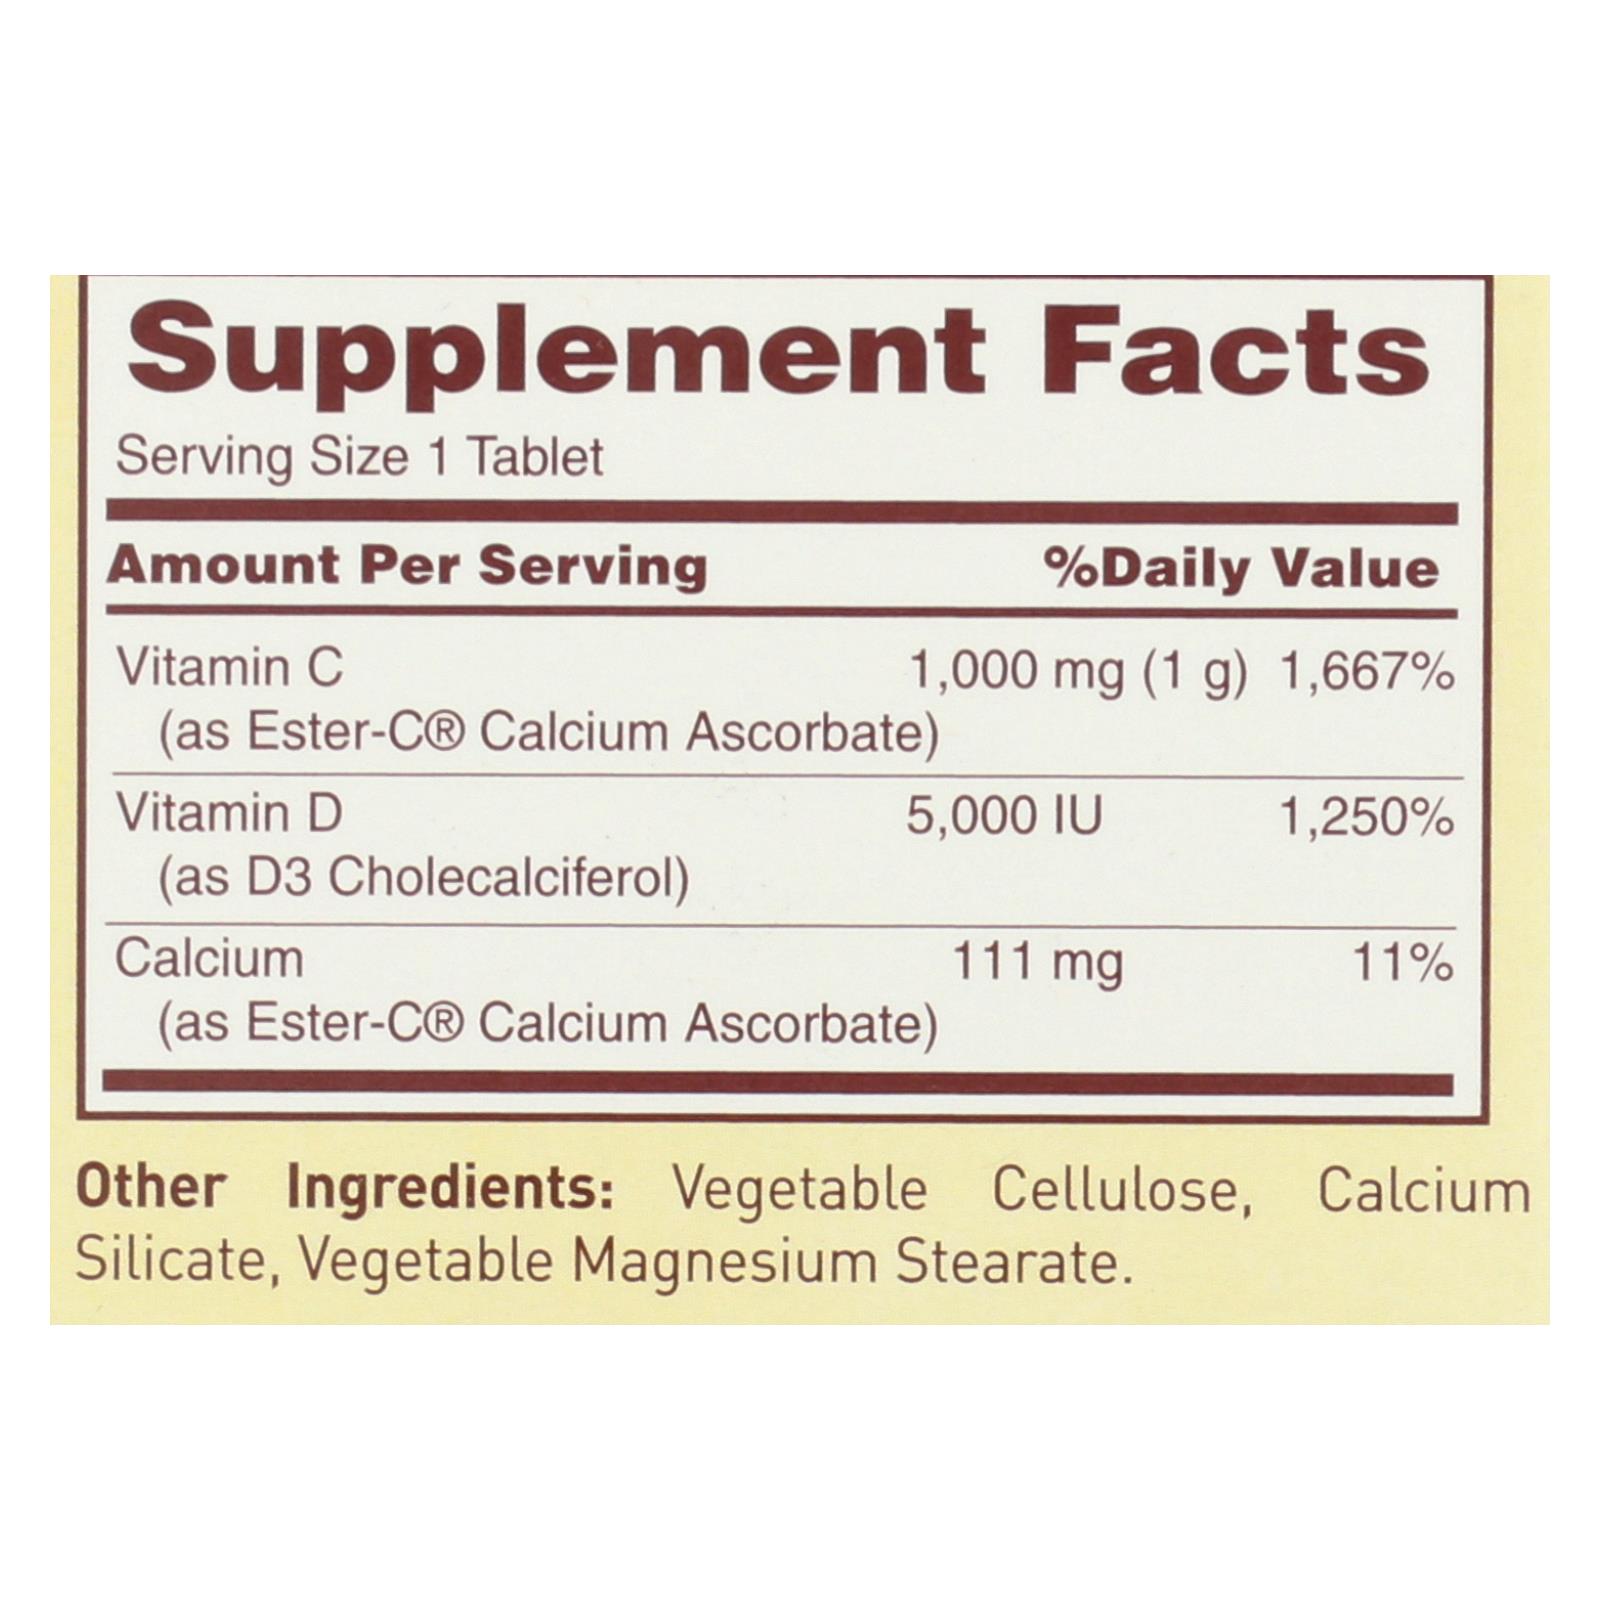 Supplement Facts
Serving Size 1 Tablet
Amount Per Serving %Daily Value
Vitamin C 1,000 mg (1 g) 1,667%
(as Ester-C® Calcium Ascorbate)
Vitamin D 5,000 IU 1,250%
(as D3 Cholecalciferol)
Calcium 111 mg 11%
(as Ester-C® Calcium Ascorbate)
Other Ingredients: Vegetable Cellulose, Calcium
Silicate, Vegetable Magnesium Stearate.